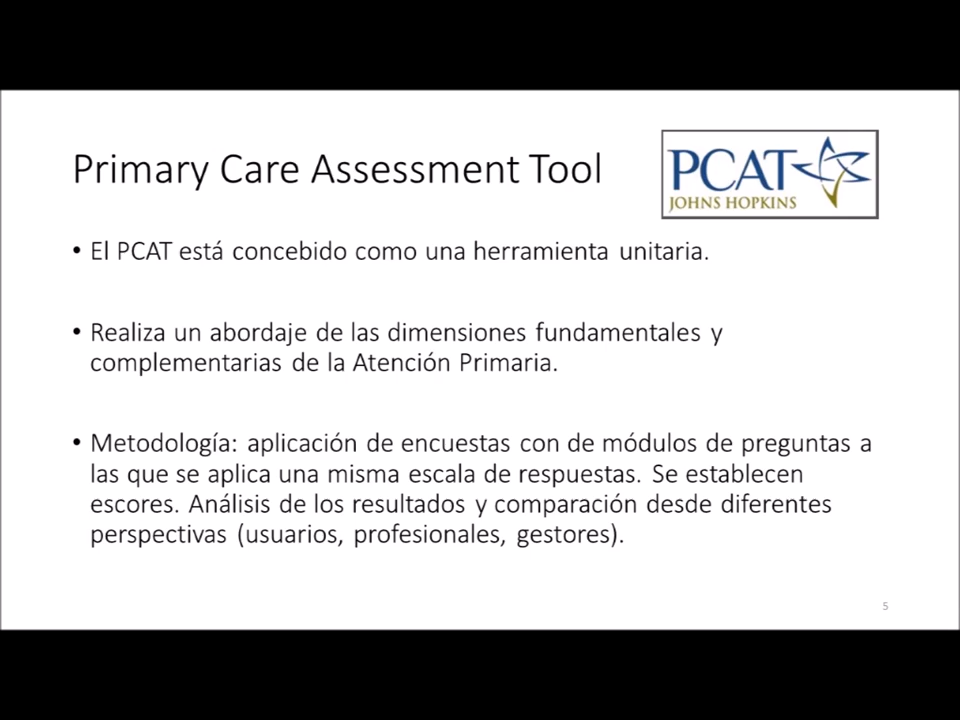 Primary Care Assessment Tool
PCAT
JOHNS HOPKINS
• El PCAT está concebido como una herramienta unitaria.
• Realiza un abordaje de las dimensiones fundamentales y
complementarias de la Atención Primaria.
• Metodología: aplicación de encuestas con de módulos de preguntas a
las que se aplica una misma escala de respuestas. Se establecen
escores. Análisis de los resultados y comparación desde diferentes
perspectivas (usuarios, profesionales, gestores).
5